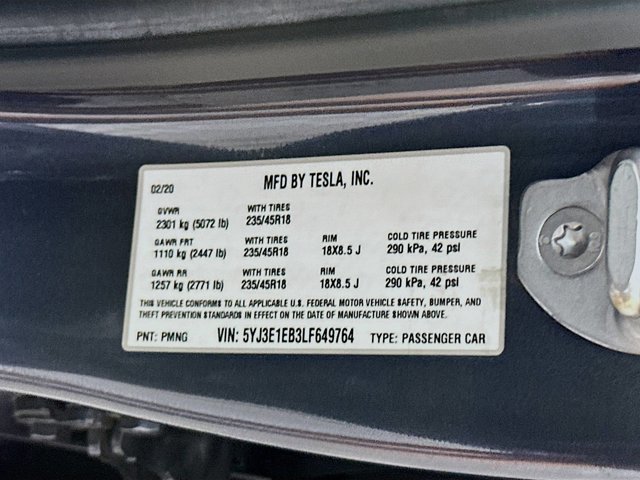 02/20 MFD BY TESLA, INC.
GVWR WITH TIRES
2301 kg (5072 lb) 235/45R18
GAWR FRT WITH TIRES RIM COLD TIRE PRESSURE
1110 kg (2447 lb) 235/45R18 18X8.5 J 290 kPa, 42 psi
GAWR RR WITH TIRES RIM COLD TIRE PRESSURE
1257 kg (2771 lb) 235/45R18 18X8.5 J 290 kPa, 42 psi
THIS VEHICLE CONFORMS TO ALL APPLICABLE U.S. FEDERAL MOTOR VEHICLE SAFETY, BUMPER, AND
THEFT PREVENTION STANDARDS IN EFFECT ON THE DATE OF MANUFACTURE SHOWN ABOVE.
PNT: PMNG VIN: 5YJ3E1EB3LF649764 TYPE: PASSENGER CAR